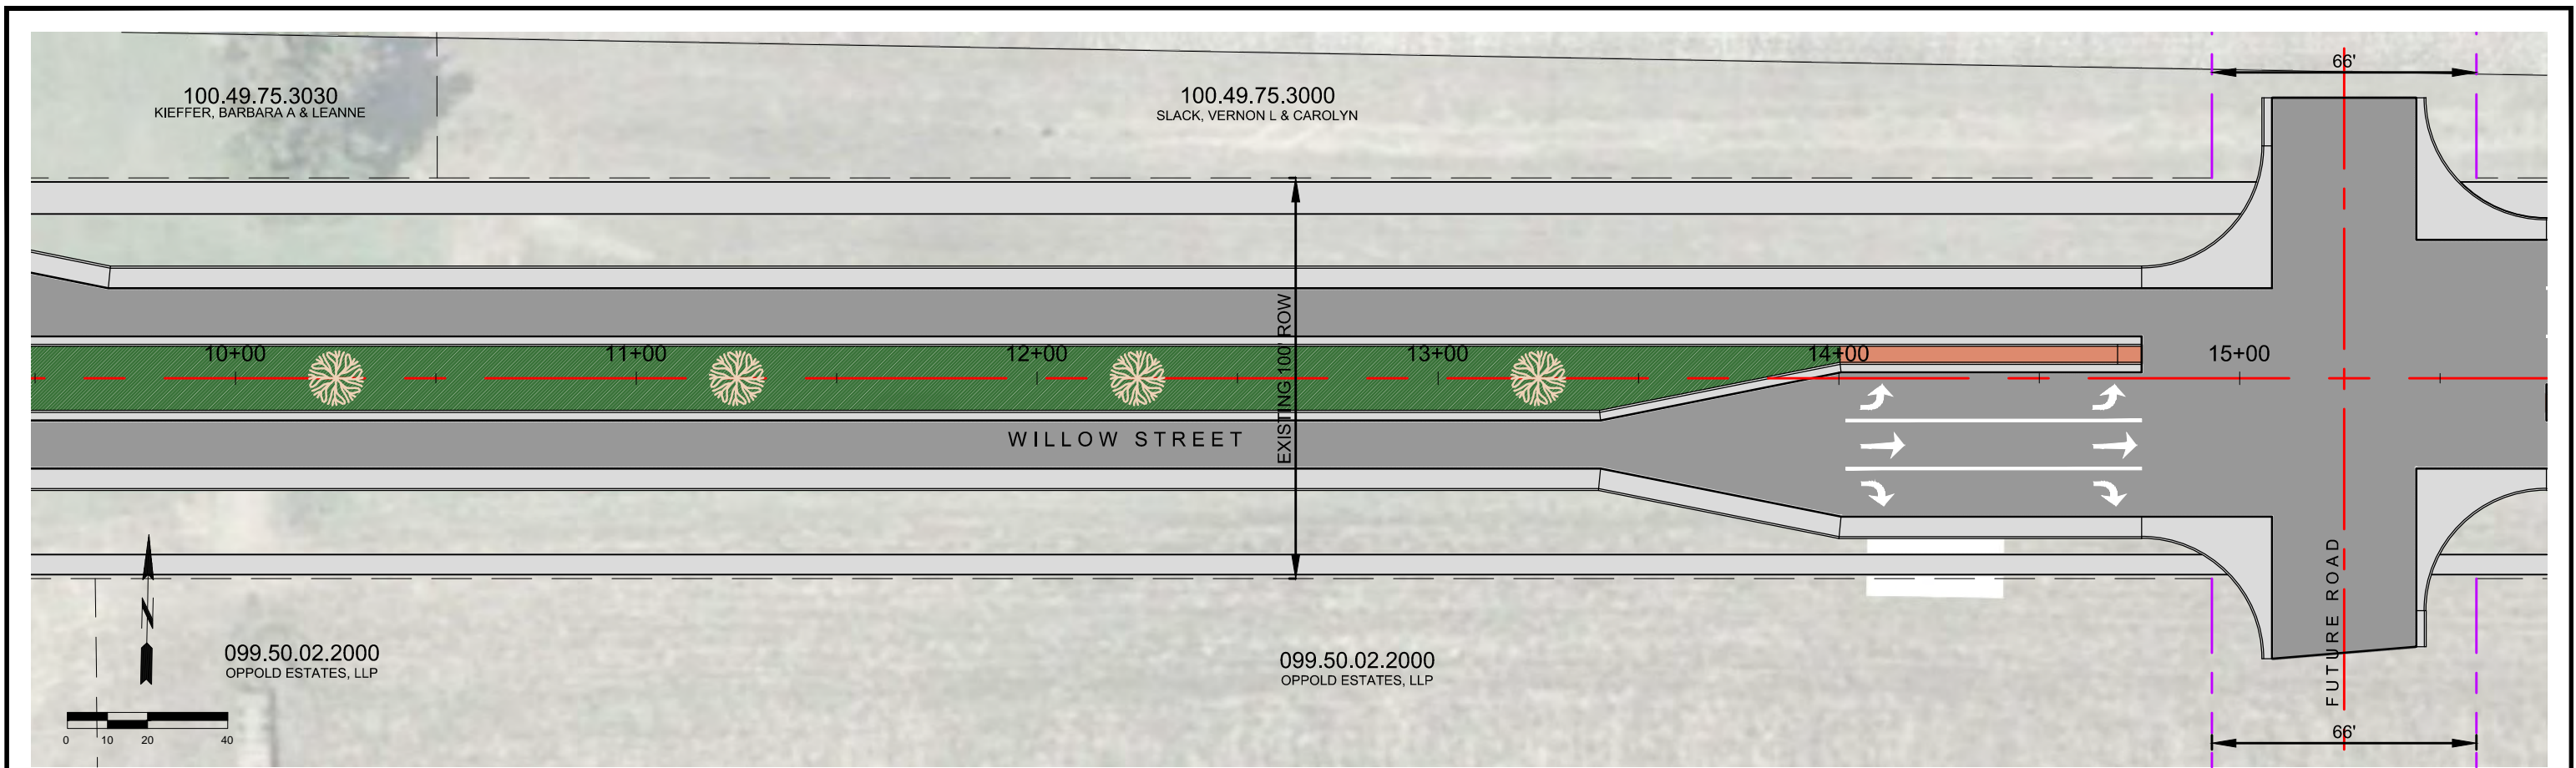 66'
100.49.75.3030
KIEFFER, BARBARA A & LEANNE
100.49.75.3000
SLACK, VERNON L & CAROLYN
10+00
11+00
12+00
13+00
14+00
15+00
EXISTING 100' ROW
WILLOW STREET
FUTURE ROAD
N
099.50.02.2000
OPPOLD ESTATES, LLP
099.50.02.2000
OPPOLD ESTATES, LLP
0 10 20 40
66'